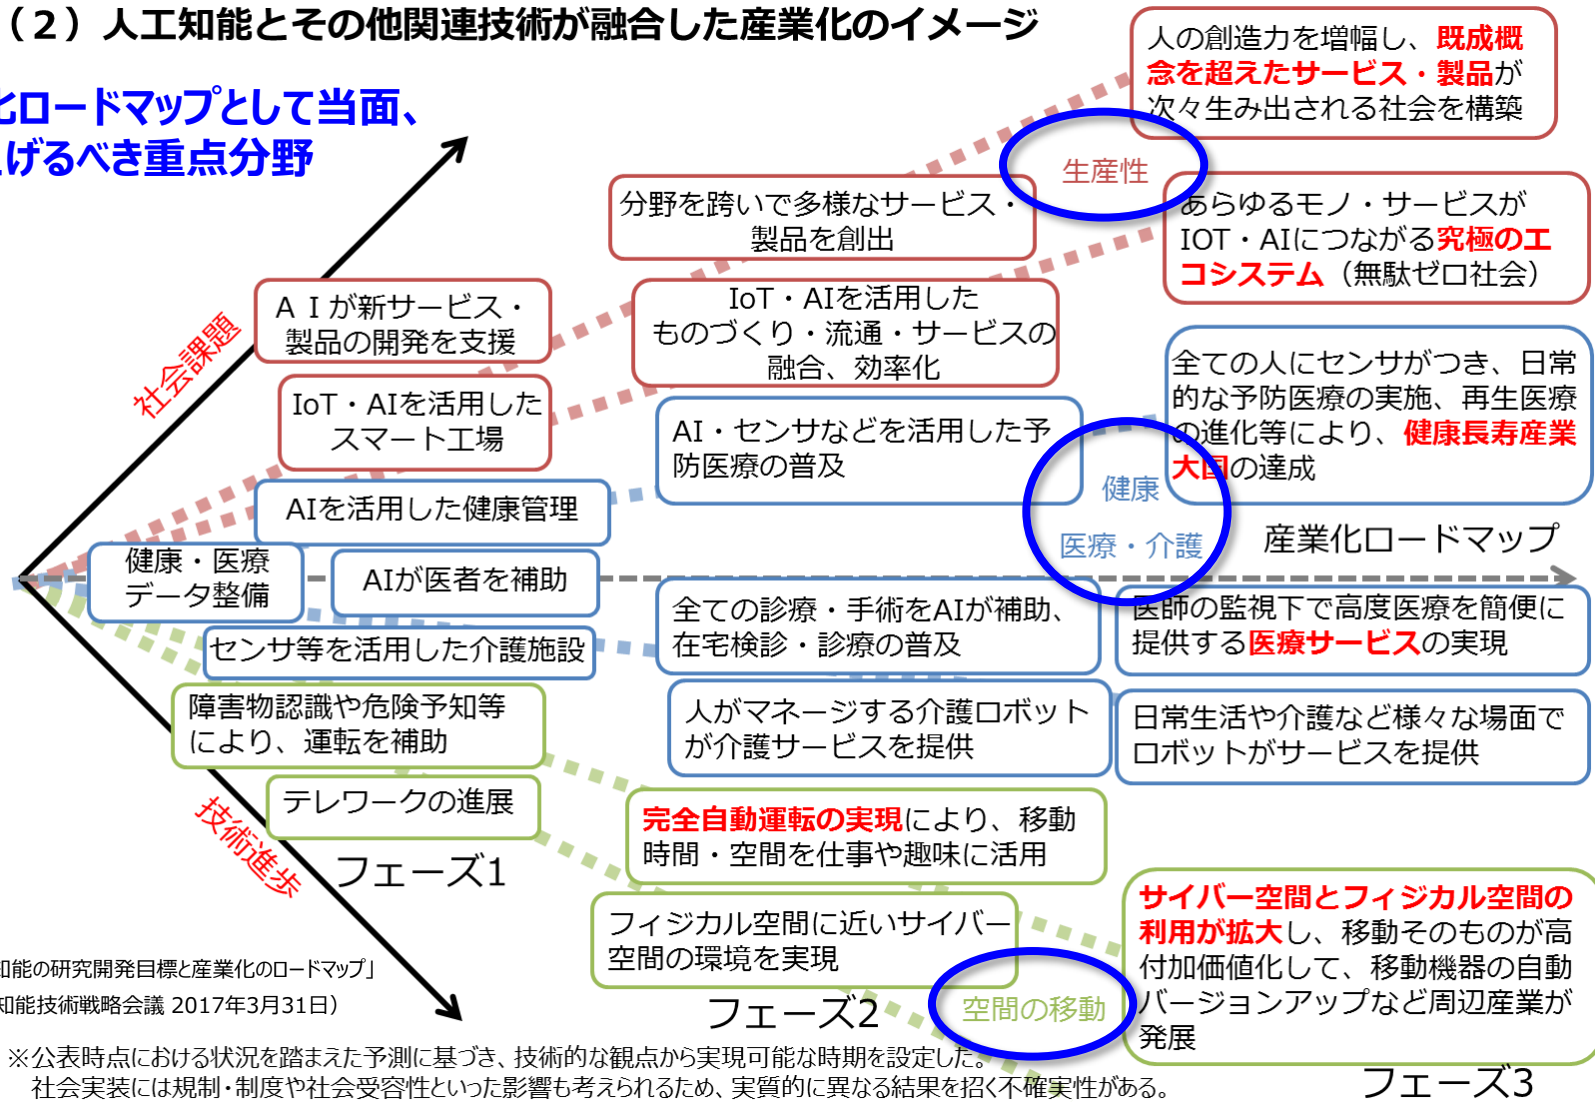 （２）人工知能とその他関連技術が融合した産業化のイメージ
ロードマップとして当面、
げるべき重点分野
人の創造力を増幅し、既成概
念を超えたサービス・製品が
次々生み出される社会を構築
生産性
分野を跨いで多様なサービス・
製品を創出
あらゆるモノ・サービスが
IOT・AIにつながる究極のエ
コシステム（無駄ゼロ社会）
社会課題
ＡＩが新サービス・
製品の開発を支援
IoT・AIを活用した
ものづくり・流通・サービスの
融合、効率化
IoT・AIを活用した
スマート工場
全ての人にセンサがつき、日常
的な予防医療の実施、再生医療
の進化等により、健康長寿産業
大国の達成
AI・センサなどを活用した予
防医療の普及
健康
医療・介護
AIを活用した健康管理
産業化ロードマップ
健康・医療
データ整備
AIが医者を補助
全ての診療・手術をAIが補助、
在宅検診・診療の普及
医師の監視下で高度医療を簡便に
提供する医療サービスの実現
センサ等を活用した介護施設
障害物認識や危険予知等
により、運転を補助
人がマネージする介護ロボット
が介護サービスを提供
日常生活や介護など様々な場面で
ロボットがサービスを提供
テレワークの進展
技術進歩
フェーズ1
完全自動運転の実現により、移動
時間・空間を仕事や趣味に活用
フィジカル空間に近いサイバー
空間の環境を実現
サイバー空間とフィジカル空間の
利用が拡大し、移動そのものが高
付加価値化して、移動機器の自動
バージョンアップなど周辺産業が
発展
フェーズ2
空間の移動
フェーズ3
知能の研究開発目標と産業化のロードマップ」
知能技術戦略会議 2017年3月31日）
※公表時点における状況を踏まえた予測に基づき、技術的な観点から実現可能な時期を設定した。
社会実装には規制・制度や社会受容性といった影響も考えられるため、実質的に異なる結果を招く不確実性がある。